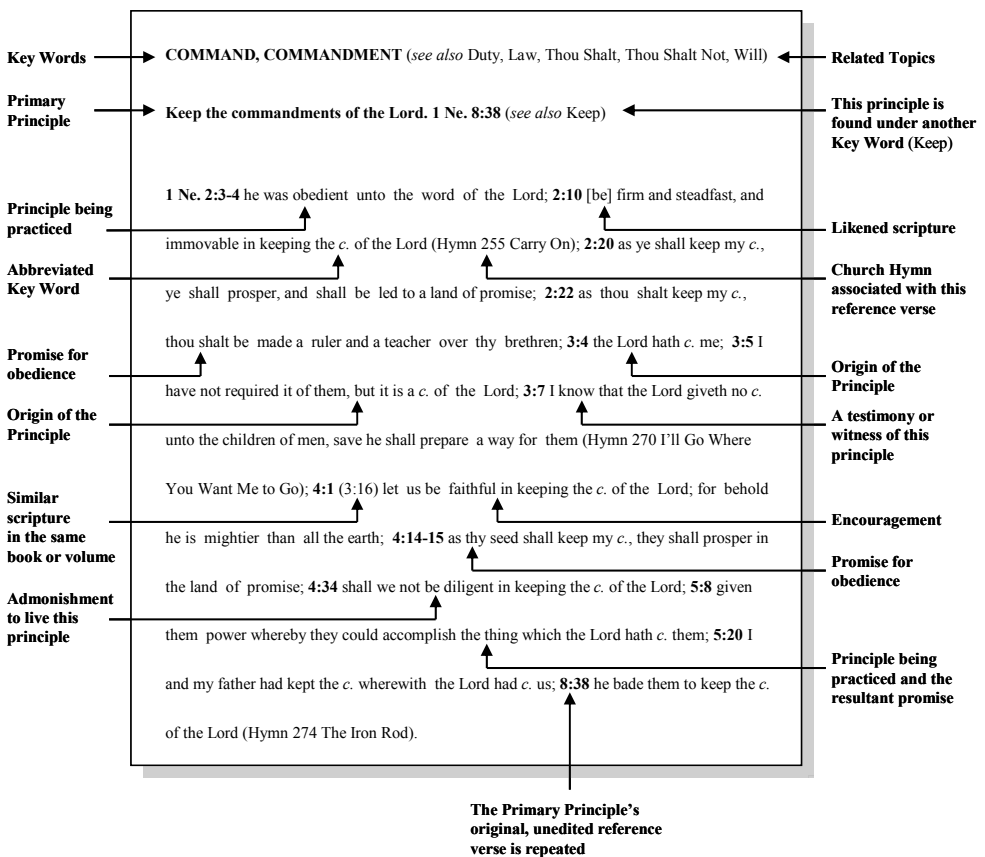 Key Words
COMMAND, COMMANDMENT (see also Duty, Law, Thou Shalt, Thou Shalt Not, Will)
Related Topics
Primary
Principle
Keep the commandments of the Lord. 1 Ne. 8:38 (see also Keep)
This principle is
found under another
Key Word (Keep)
1 Ne. 2:3-4 he was obedient unto the word of the Lord; 2:10 [be] firm and steadfast, and
immovable in keeping the c. of the Lord (Hymn 255 Carry On); 2:20 as ye shall keep my c.,
ye shall prosper, and shall be led to a land of promise; 2:22 as thou shalt keep my c.,
thou shalt be made a ruler and a teacher over thy brethren; 3:4 the Lord hath c. me; 3:5 I
have not required it of them, but it is a c. of the Lord; 3:7 I know that the Lord giveth no c.
unto the children of men, save he shall prepare a way for them (Hymn 270 I'll Go Where
You Want Me to Go); 4:1 (3:16) let us be faithful in keeping the c. of the Lord; for behold
he is mightier than all the earth; 4:14-15 as thy seed shall keep my c., they shall prosper in
the land of promise; 4:34 shall we not be diligent in keeping the c. of the Lord; 5:8 given
them power whereby they could accomplish the thing which the Lord hath c. them; 5:20 I
and my father had kept the c. wherewith the Lord had c. us; 8:38 he bade them to keep the c.
of the Lord (Hymn 274 The Iron Rod).
Principle being
practiced
Abbreviated
Key Word
Promise for
obedience
Origin of the
Principle
Similar
scripture
in the same
book or volume
Admonishment
to live this
principle
Likened scripture
Church Hymn
associated with this
reference verse
Origin of the
Principle
A testimony or
witness of this
principle
Encouragement
Promise for
obedience
Principle being
practiced and the
resultant promise
The Primary Principle's
original, unedited reference
verse is repeated